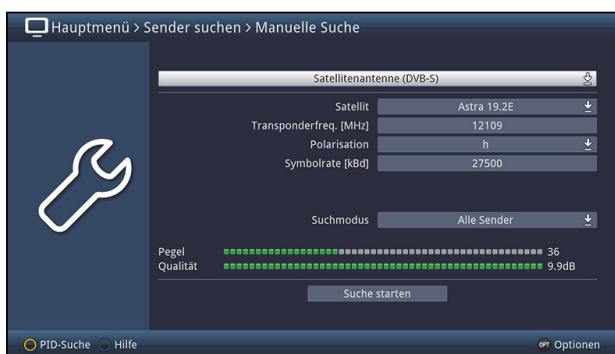 Hauptmenü > Sender suchen > Manuelle Suche
Satellitenantenne (DVB-S)
Satellit Astra 19.2E
Transponderfreq. [MHz] 12109
Polarisation h
Symbolrate [kBd] 27500
Suchmodus Alle Sender
Pegel 36
Qualität 9.9dB
Suche starten
PID-Suche Hilfe OPT Optionen